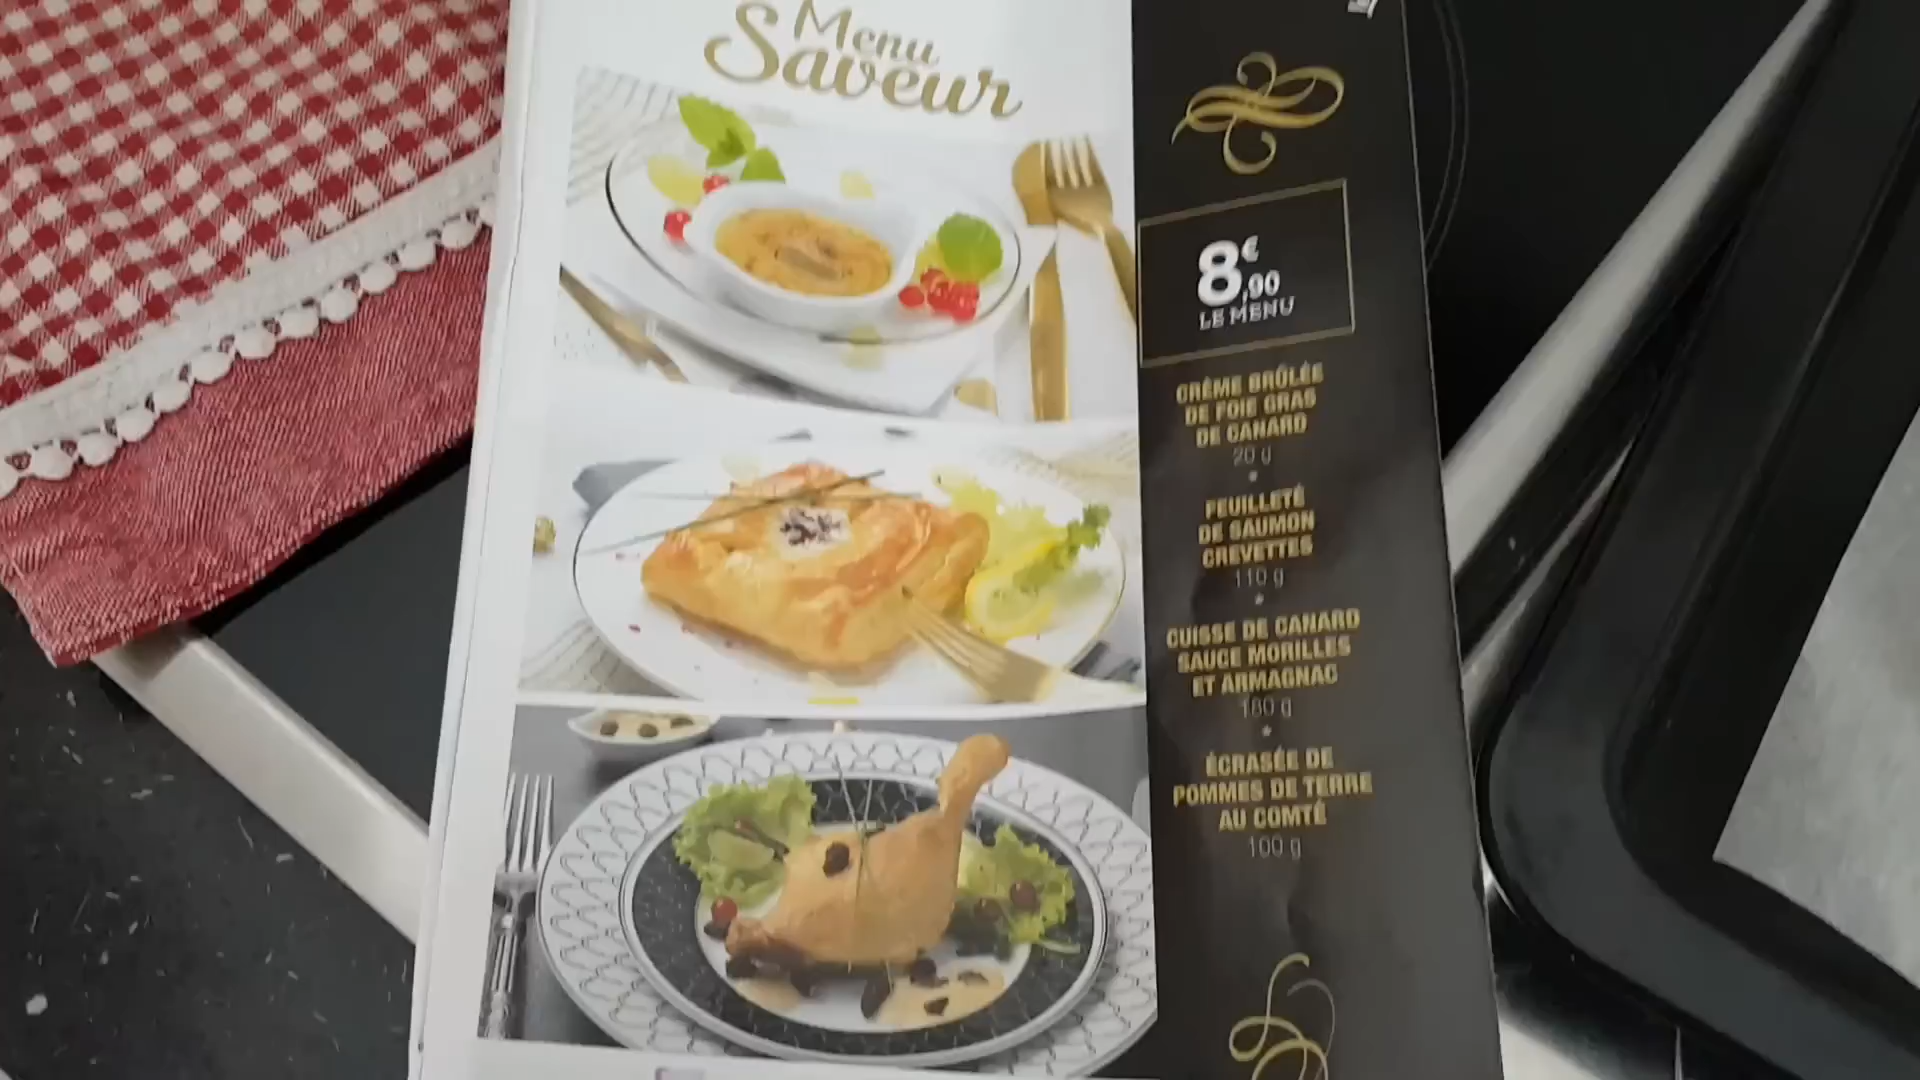 Menu
Saveur
8€,90
LE MENU
CRÈME BRÛLÉE
DE FOIE GRAS
DE CANARD
20 g
FEUILLETÉ
DE SAUMON
CREVETTES
110 g
CUISSE DE CANARD
SAUCE MORILLES
ET ARMAGNAC
180 g
ÉCRASÉE DE
POMMES DE TERRE
AU COMTÉ
100 g